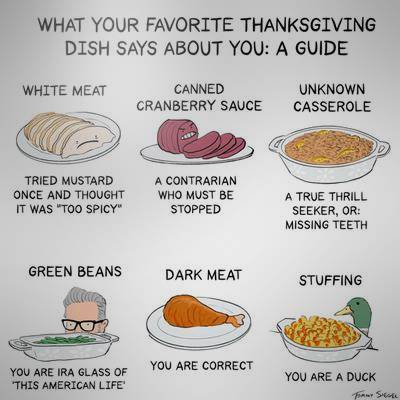 WHAT YOUR FAVORITE THANKSGIVING
DISH SAYS ABOUT YOU: A GUIDE
WHITE MEAT
TRIED MUSTARD
ONCE AND THOUGHT
IT WAS "TOO SPICY"
CANNED
CRANBERRY SAUCE
A CONTRARIAN
WHO MUST BE
STOPPED
UNKNOWN
CASSEROLE
A TRUE THRILL
SEEKER, OR:
MISSING TEETH
GREEN BEANS
YOU ARE IRA GLASS OF
'THIS AMERICAN LIFE'
DARK MEAT
YOU ARE CORRECT
STUFFING
YOU ARE A DUCK
TOMMY SIEGEL